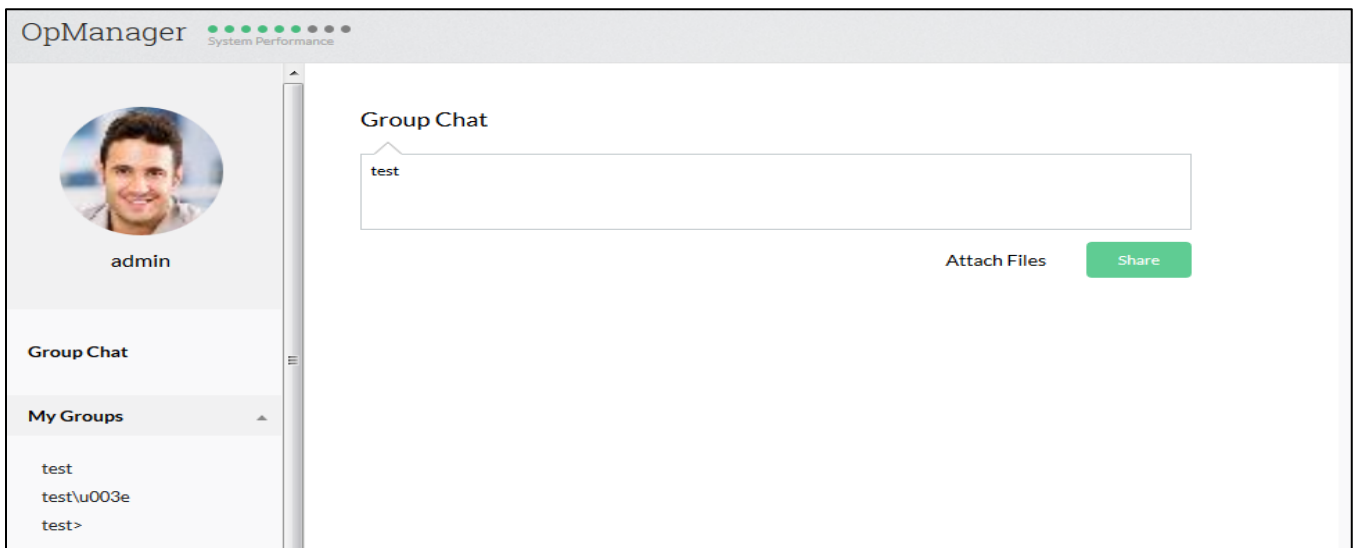 OpManager
System Performance
Group Chat
test
Attach Files
Share
admin
Group Chat
My Groups
test
test\u003e
test>